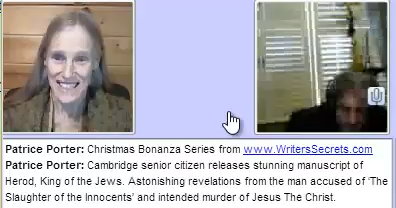 Patrice Porter: Christmas Bonanza Series from www.WritersSecrets.com
Patrice Porter: Cambridge senior citizen releases stunning manuscript of
Herod, King of the Jews. Astonishing revelations from the man accused of 'The
Slaughter of the Innocents' and intended murder of Jesus The Christ.